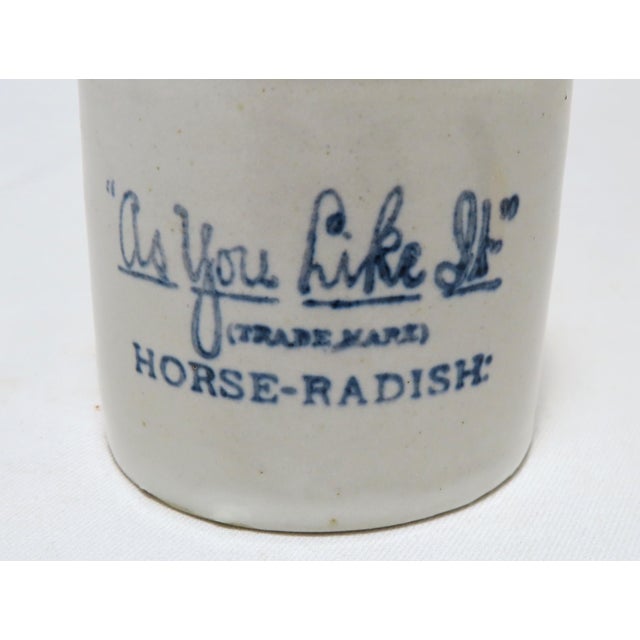 "As You Like It"
(TRADE MARK)
HORSE-RADISH: